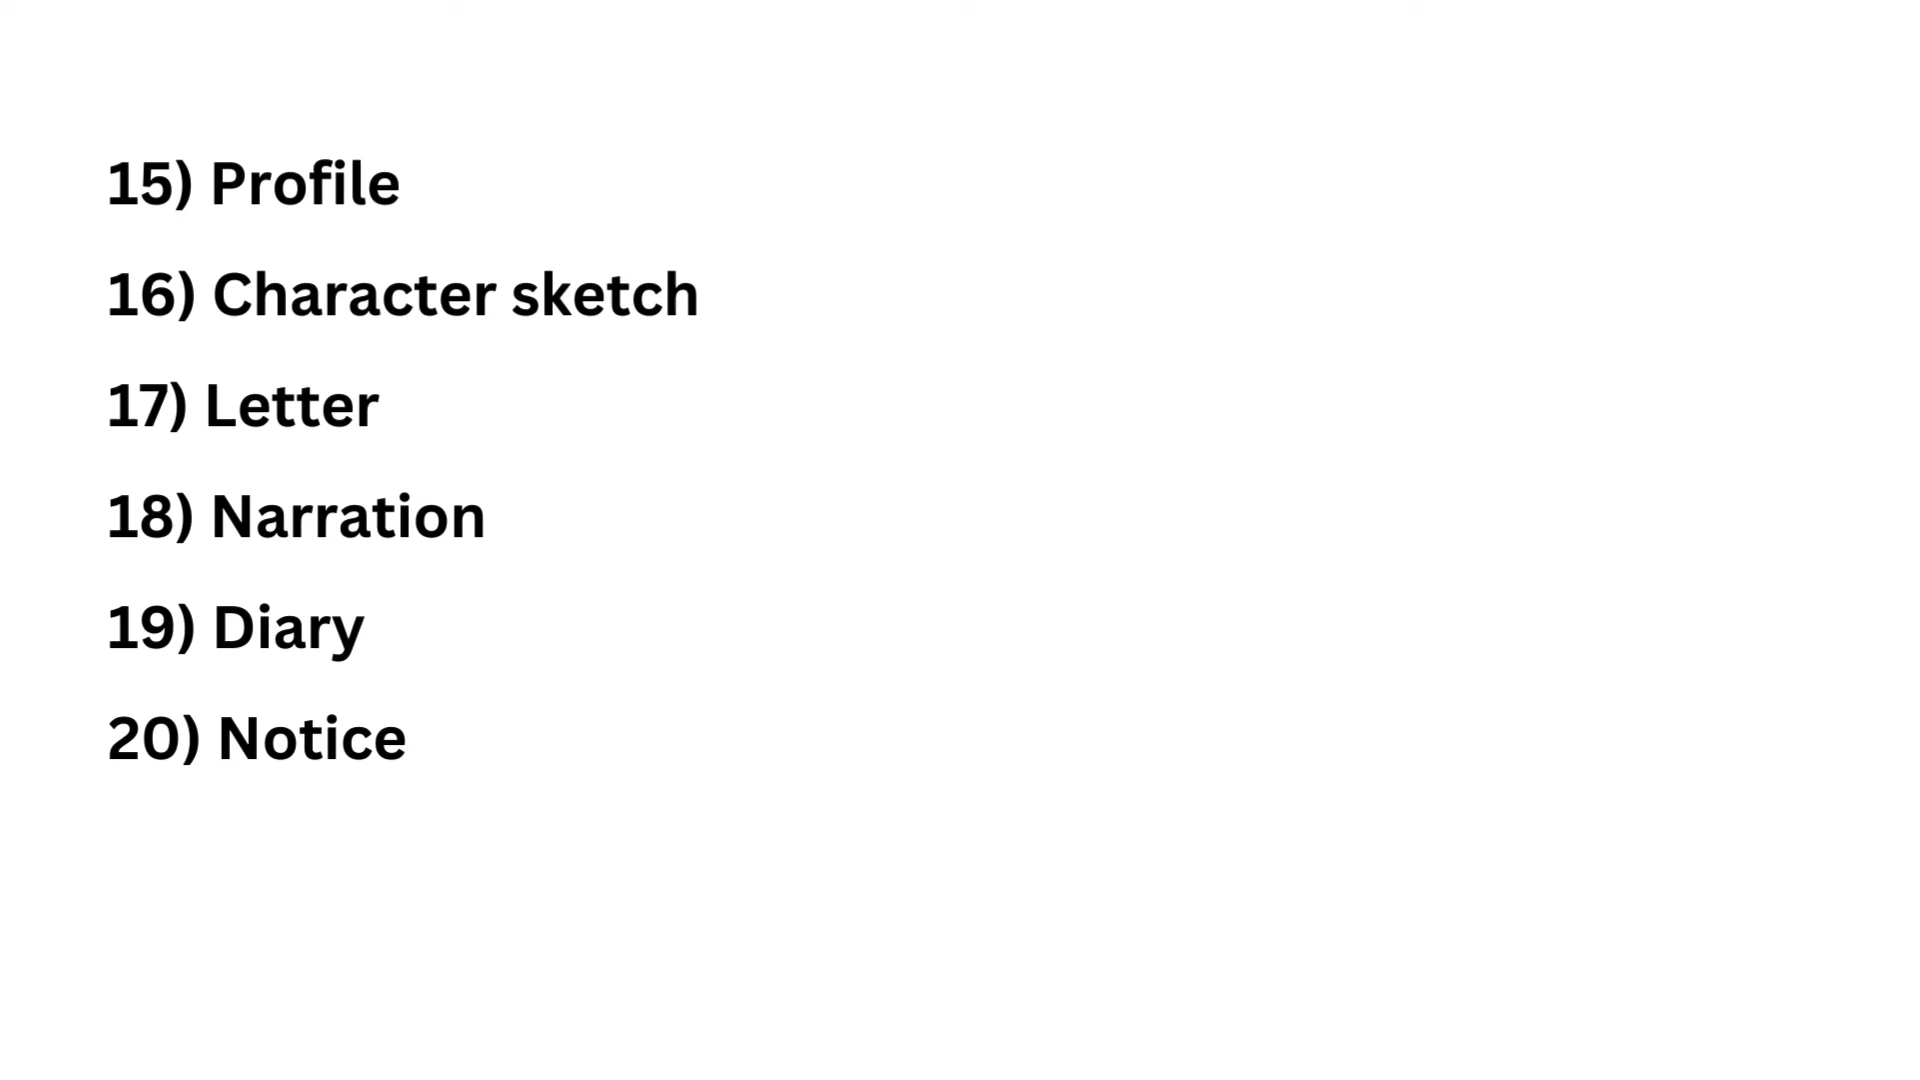 15) Profile
16) Character sketch
17) Letter
18) Narration
19) Diary
20) Notice